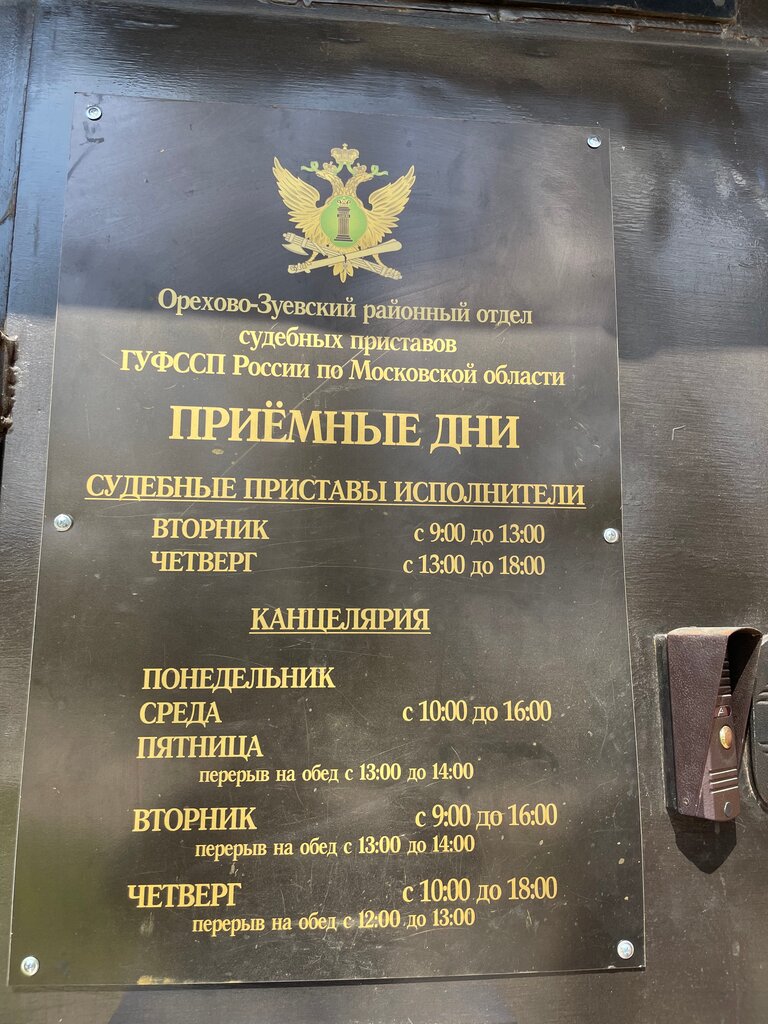 Орехово-Зуевский районный отдел
судебных приставов
ГУФССП России по Московской области
ПРИЁМНЫЕ ДНИ
СУДЕБНЫЕ ПРИСТАВЫ ИСПОЛНИТЕЛИ
ВТОРНИК с 9:00 до 13:00
ЧЕТВЕРГ с 13:00 до 18:00
КАНЦЕЛЯРИЯ
ПОНЕДЕЛЬНИК
СРЕДА с 10:00 до 16:00
ПЯТНИЦА
перерыв на обед с 13:00 до 14:00
ВТОРНИК с 9:00 до 16:00
перерыв на обед с 13:00 до 14:00
ЧЕТВЕРГ с 10:00 до 18:00
перерыв на обед с 12:00 до 13:00